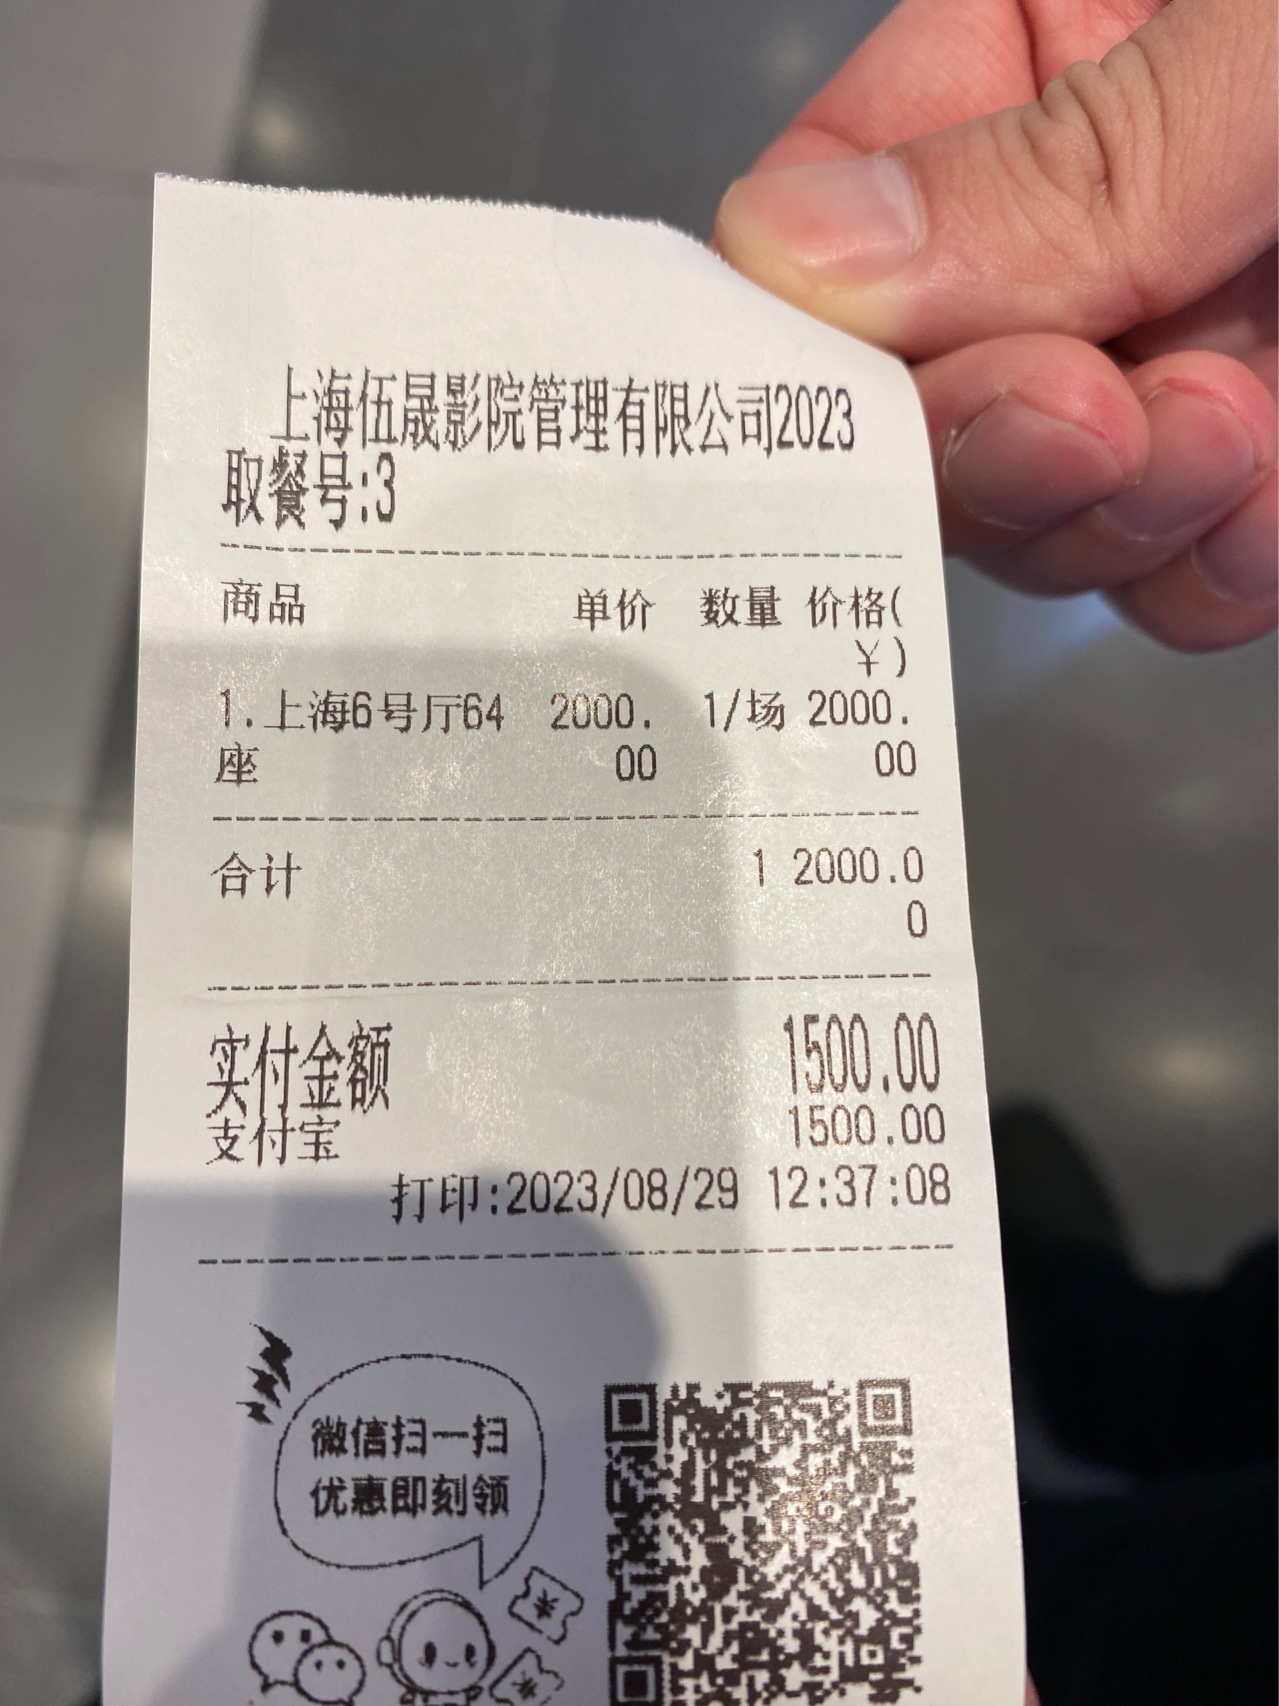 上海伍晟影院管理有限公司2023
取餐号:3
商品 单价 数量 价格(
￥)
1.上海6号厅64 2000. 1/场 2000.
座 00 00
合计 1 2000.0
0
实付金额 1500.00
支付宝 1500.00
打印:2023/08/29 12:37:08
微信扫一扫
优惠即刻领